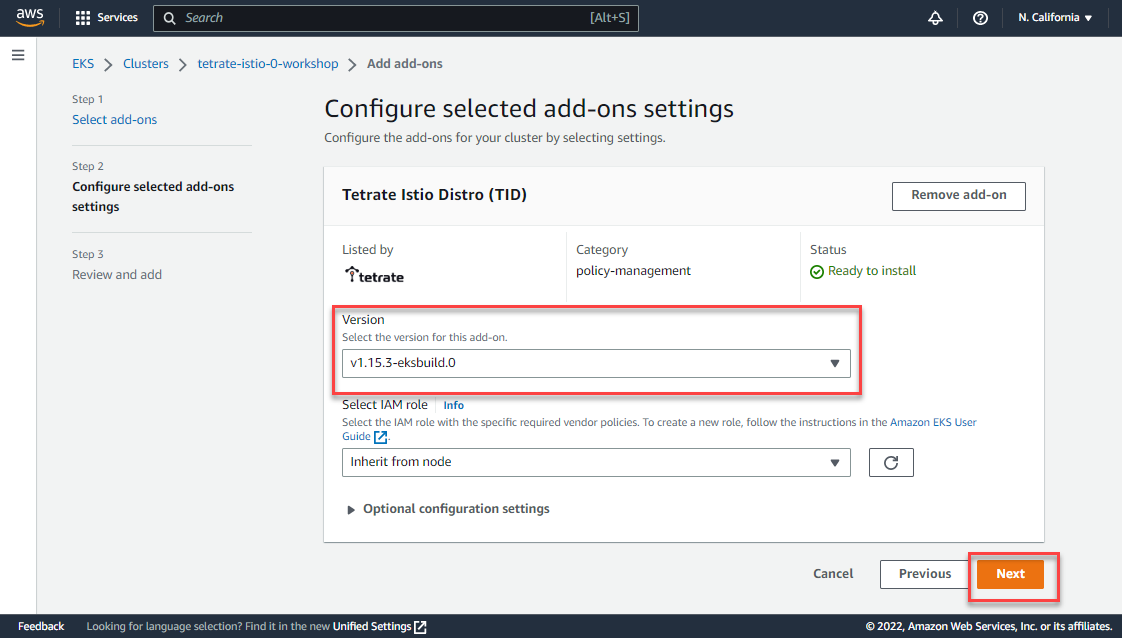 aws
Services
Search
[Alt+S]
N. California
EKS
Clusters
tetrate-istio-0-workshop
Add add-ons
Step 1
Select add-ons
Step 2
Configure selected add-ons
settings
Step 3
Review and add
Configure selected add-ons settings
Configure the add-ons for your cluster by selecting settings.
Tetrate Istio Distro (TID)
Remove add-on
Listed by
tetrate
Category
policy-management
Status
Ready to install
Version
Select the version for this add-on.
v1.15.3-eksbuild.0
Select IAM role
Info
Select the IAM role with the specific required vendor policies. To create a new role, follow the instructions in the Amazon EKS User
Guide.
Inherit from node
Optional configuration settings
Cancel
Previous
Next
Feedback
Looking for language selection? Find it in the new Unified Settings
© 2022, Amazon Web Services, Inc. or its affiliates.